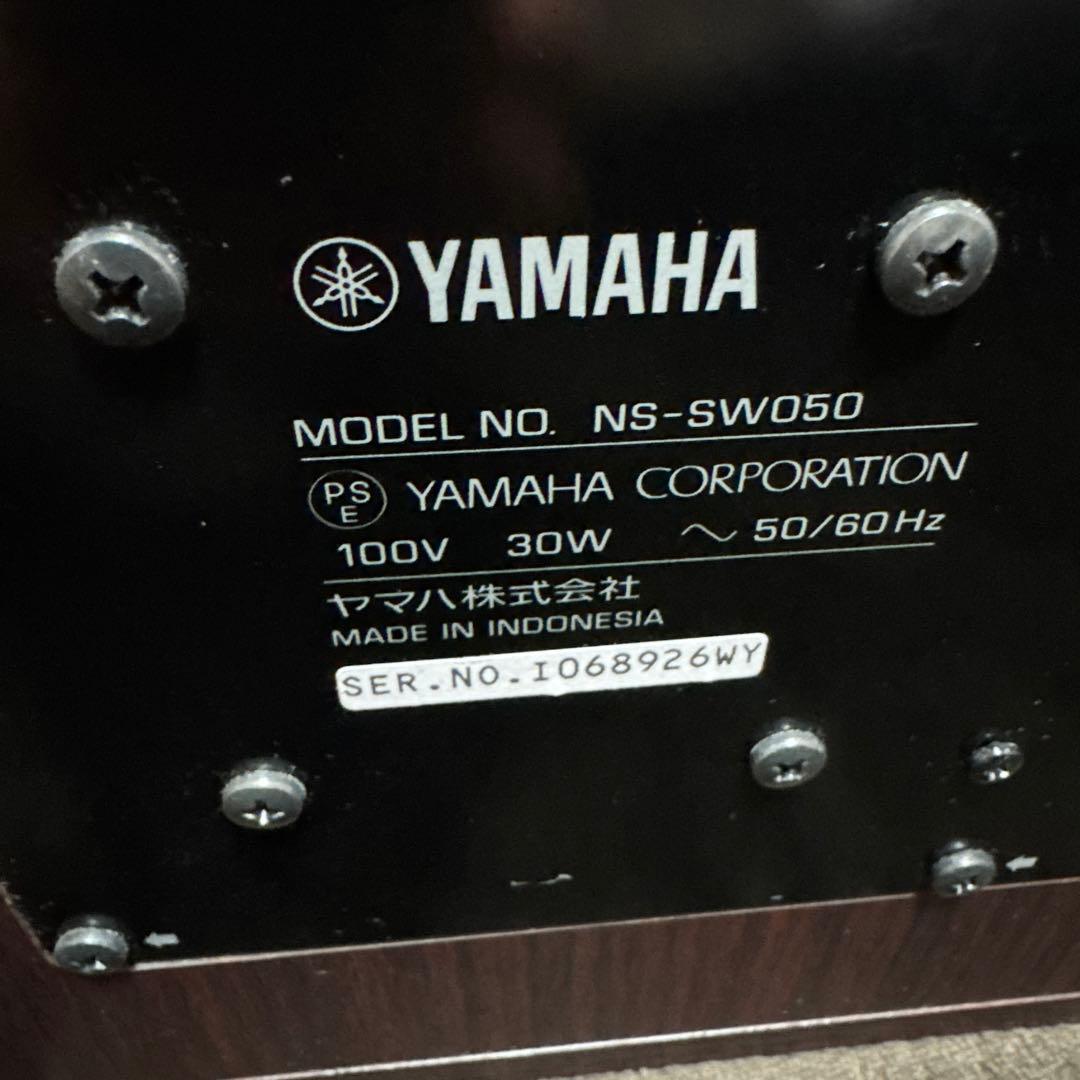 YAMAHA
MODEL NO. NS-SW050
PSE YAMAHA CORPORATION
100V 30W ～ 50/60Hz
ヤマハ株式会社
MADE IN INDONESIA
SER.NO.I068926WY